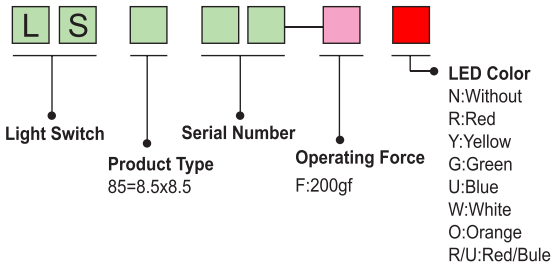 L S
LED Color
N:Without
R:Red
Y:Yellow
G:Green
U:Blue
W:White
O:Orange
R/U:Red/Bule
Light Switch
Serial Number
Product Type
85=8.5x8.5
Operating Force
F:200gf